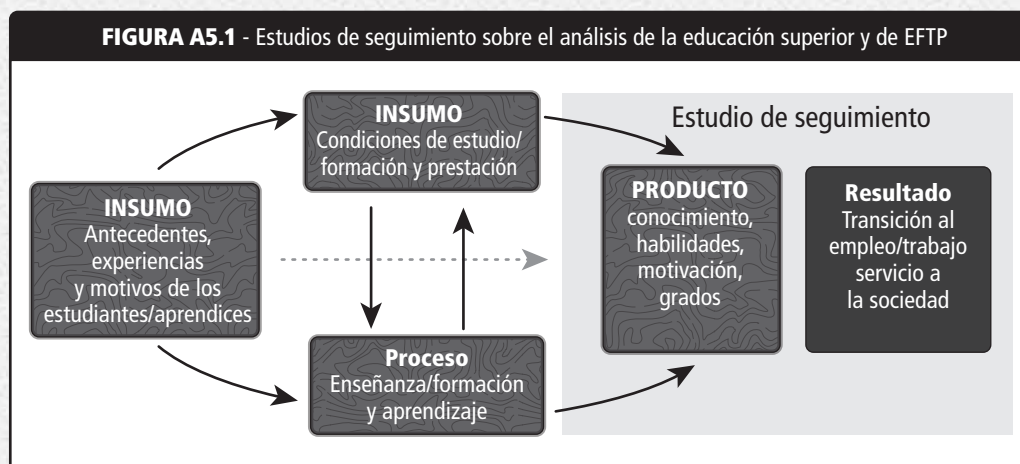 FIGURA A5.1 - Estudios de seguimiento sobre el análisis de la educación superior y de EFTP
INSUMO
Antecedentes,
experiencias
y motivos de los
estudiantes/aprendices
INSUMO
Condiciones de estudio/
formación y prestación
Proceso
Enseñanza/formación
y aprendizaje
Estudio de seguimiento
PRODUCTO
conocimiento,
habilidades,
motivación,
grados
Resultado
Transición al
empleo/trabajo
servicio a
la sociedad